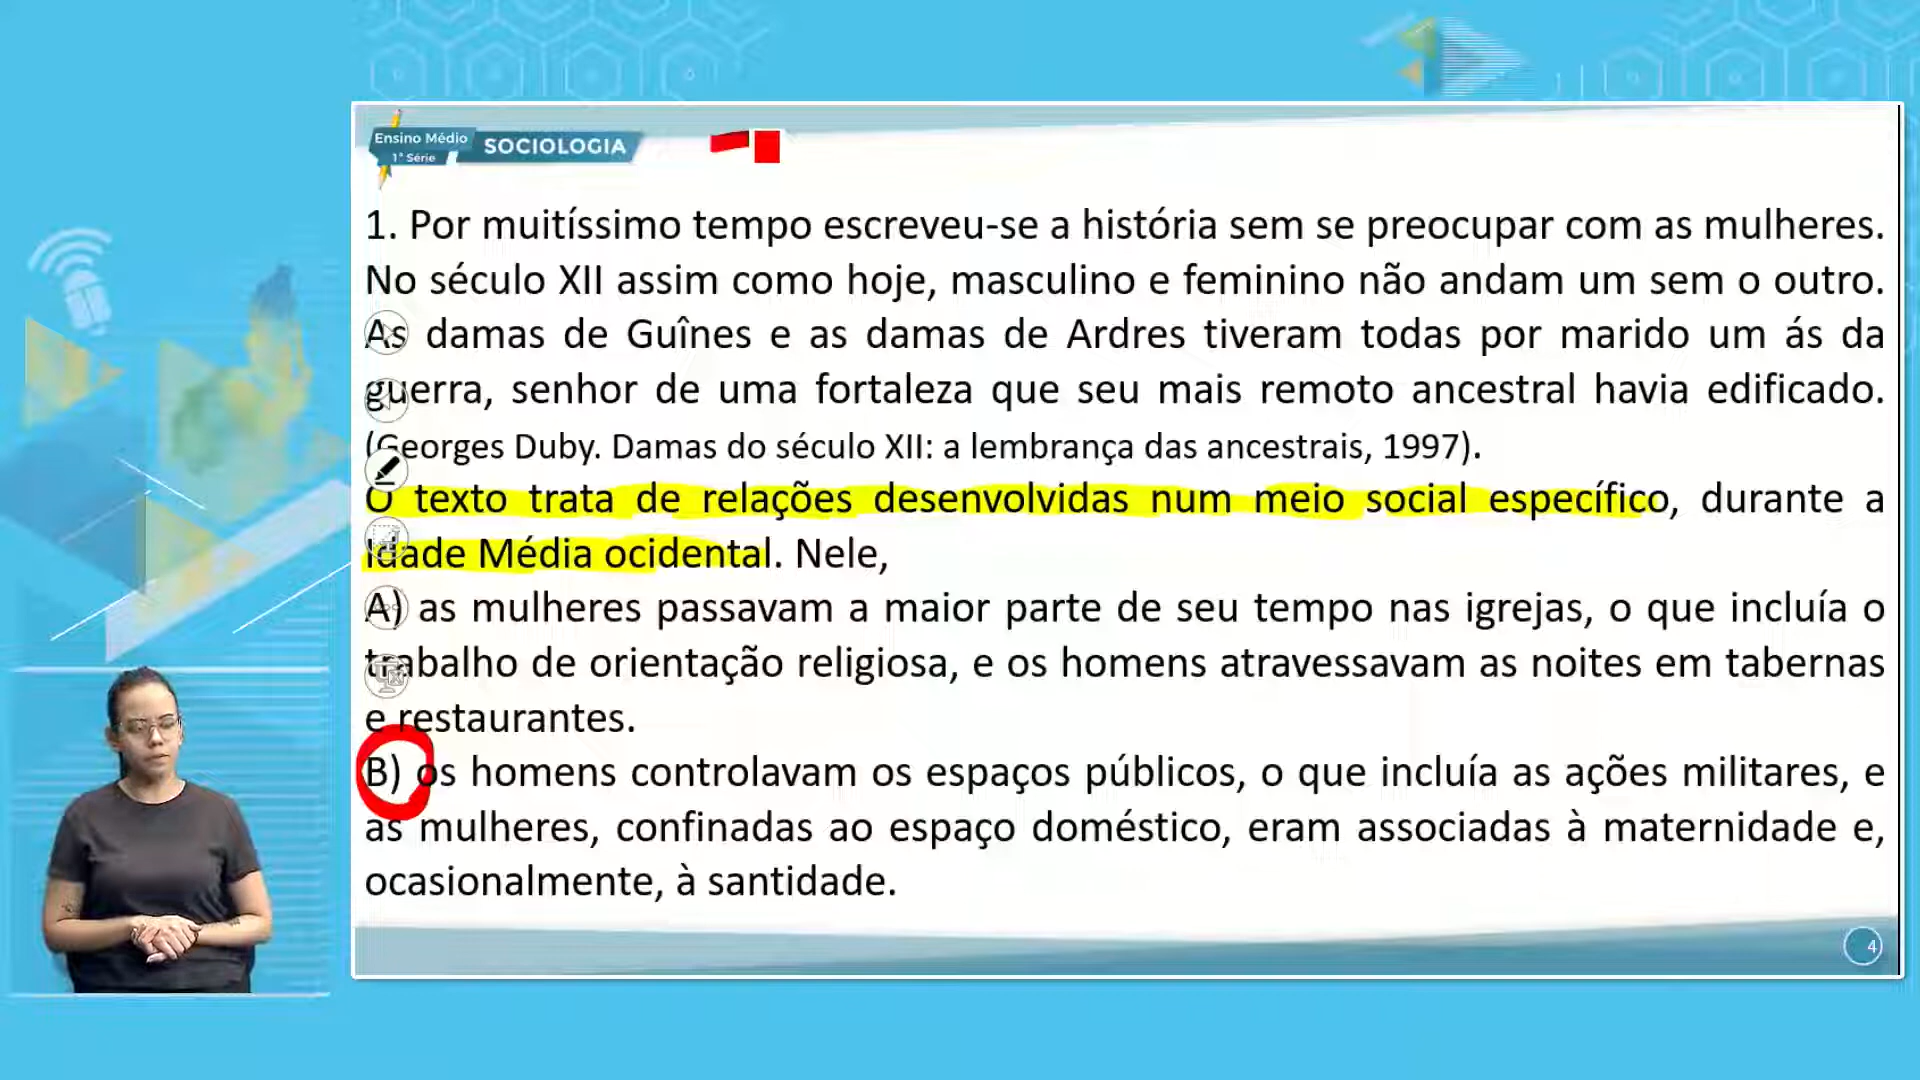 Ensino Médio
1ª Série
SOCIOLOGIA
1. Por muitíssimo tempo escreveu-se a história sem se preocupar com as mulheres.
No século XII assim como hoje, masculino e feminino não andam um sem o outro.
As damas de Guînes e as damas de Ardres tiveram todas por marido um ás da
guerra, senhor de uma fortaleza que seu mais remoto ancestral havia edificado.
(Georges Duby. Damas do século XII: a lembrança das ancestrais, 1997).
O texto trata de relações desenvolvidas num meio social específico, durante a
Idade Média ocidental. Nele,
A) as mulheres passavam a maior parte de seu tempo nas igrejas, o que incluía o
trabalho de orientação religiosa, e os homens atravessavam as noites em tabernas
e restaurantes.
B) os homens controlavam os espaços públicos, o que incluía as ações militares, e
as mulheres, confinadas ao espaço doméstico, eram associadas à maternidade e,
ocasionalmente, à santidade.
4